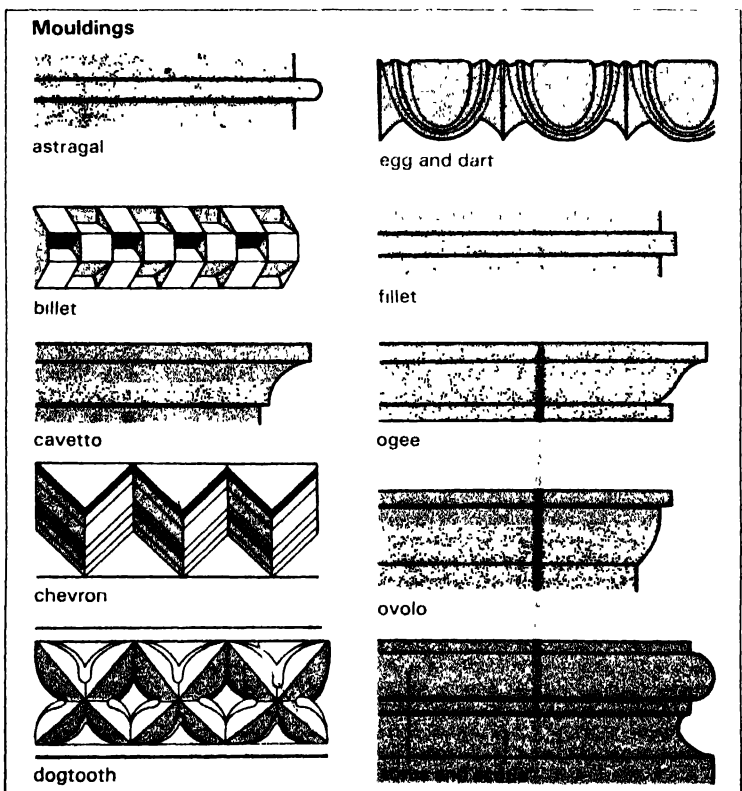 Mouldings
astragal
egg and dart
billet
fillet
cavetto
ogee
chevron
ovolo
dogtooth